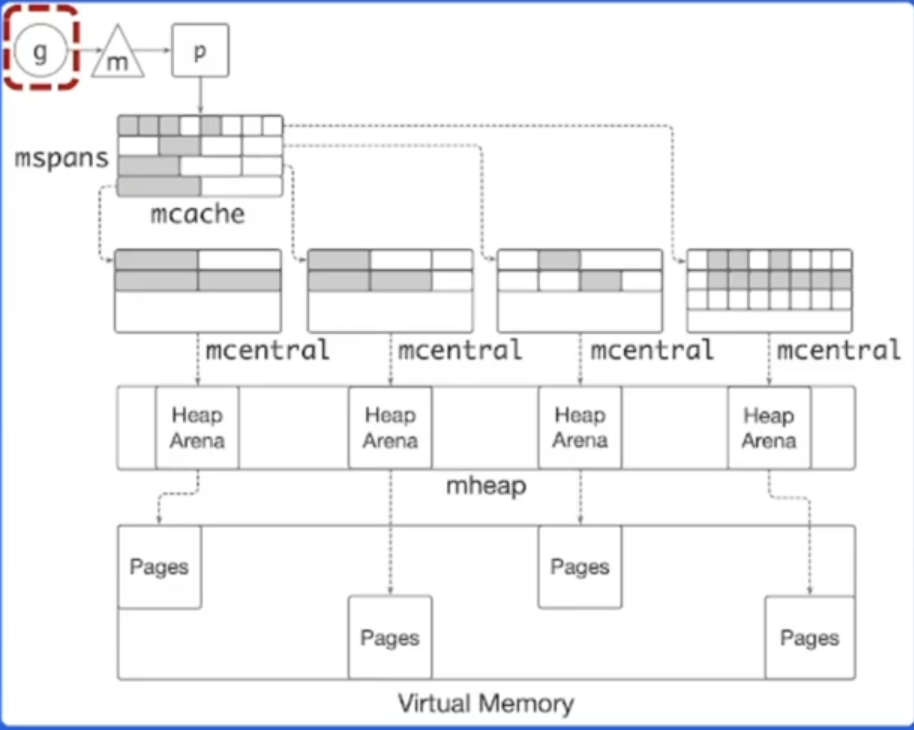 g
m
p
mspans
mcache
mcentral
mcentral
mcentral
mcentral
Heap
Arena
Heap
Arena
Heap
Arena
Heap
Arena
mheap
Pages
Pages
Pages
Pages
Virtual Memory